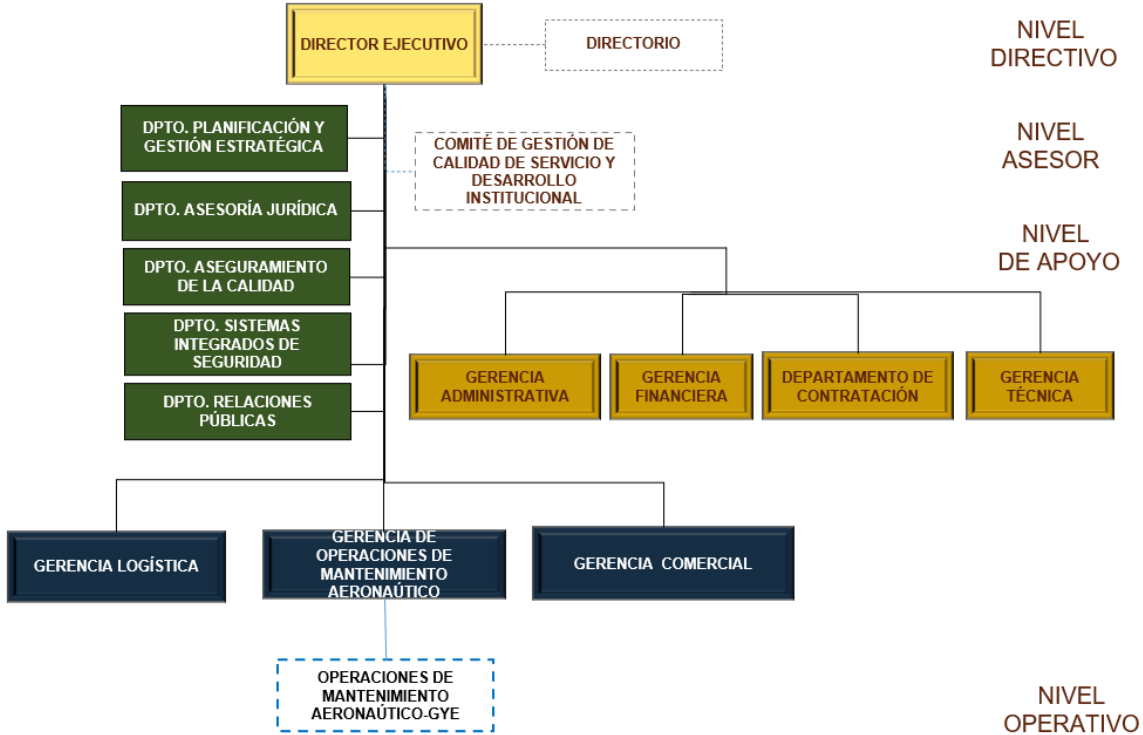 DIRECTOR EJECUTIVO
DIRECTORIO
NIVEL
DIRECTIVO
DPTO. PLANIFICACIÓN Y
GESTIÓN ESTRATÉGICA
COMITÉ DE GESTIÓN DE
CALIDAD DE SERVICIO Y
DESARROLLO
INSTITUCIONAL
NIVEL
ASESOR
DPTO. ASESORÍA JURÍDICA
DPTO. ASEGURAMIENTO
DE LA CALIDAD
DPTO. SISTEMAS
INTEGRADOS DE
SEGURIDAD
DPTO. RELACIONES
PÚBLICAS
NIVEL
DE APOYO
GERENCIA
ADMINISTRATIVA
GERENCIA
FINANCIERA
DEPARTAMENTO DE
CONTRATACIÓN
GERENCIA
TÉCNICA
GERENCIA LOGÍSTICA
GERENCIA DE
OPERACIONES DE
MANTENIMIENTO
AERONAÚTICO
GERENCIA COMERCIAL
OPERACIONES DE
MANTENIMIENTO
AERONAÚTICO-GYE
NIVEL
OPERATIVO